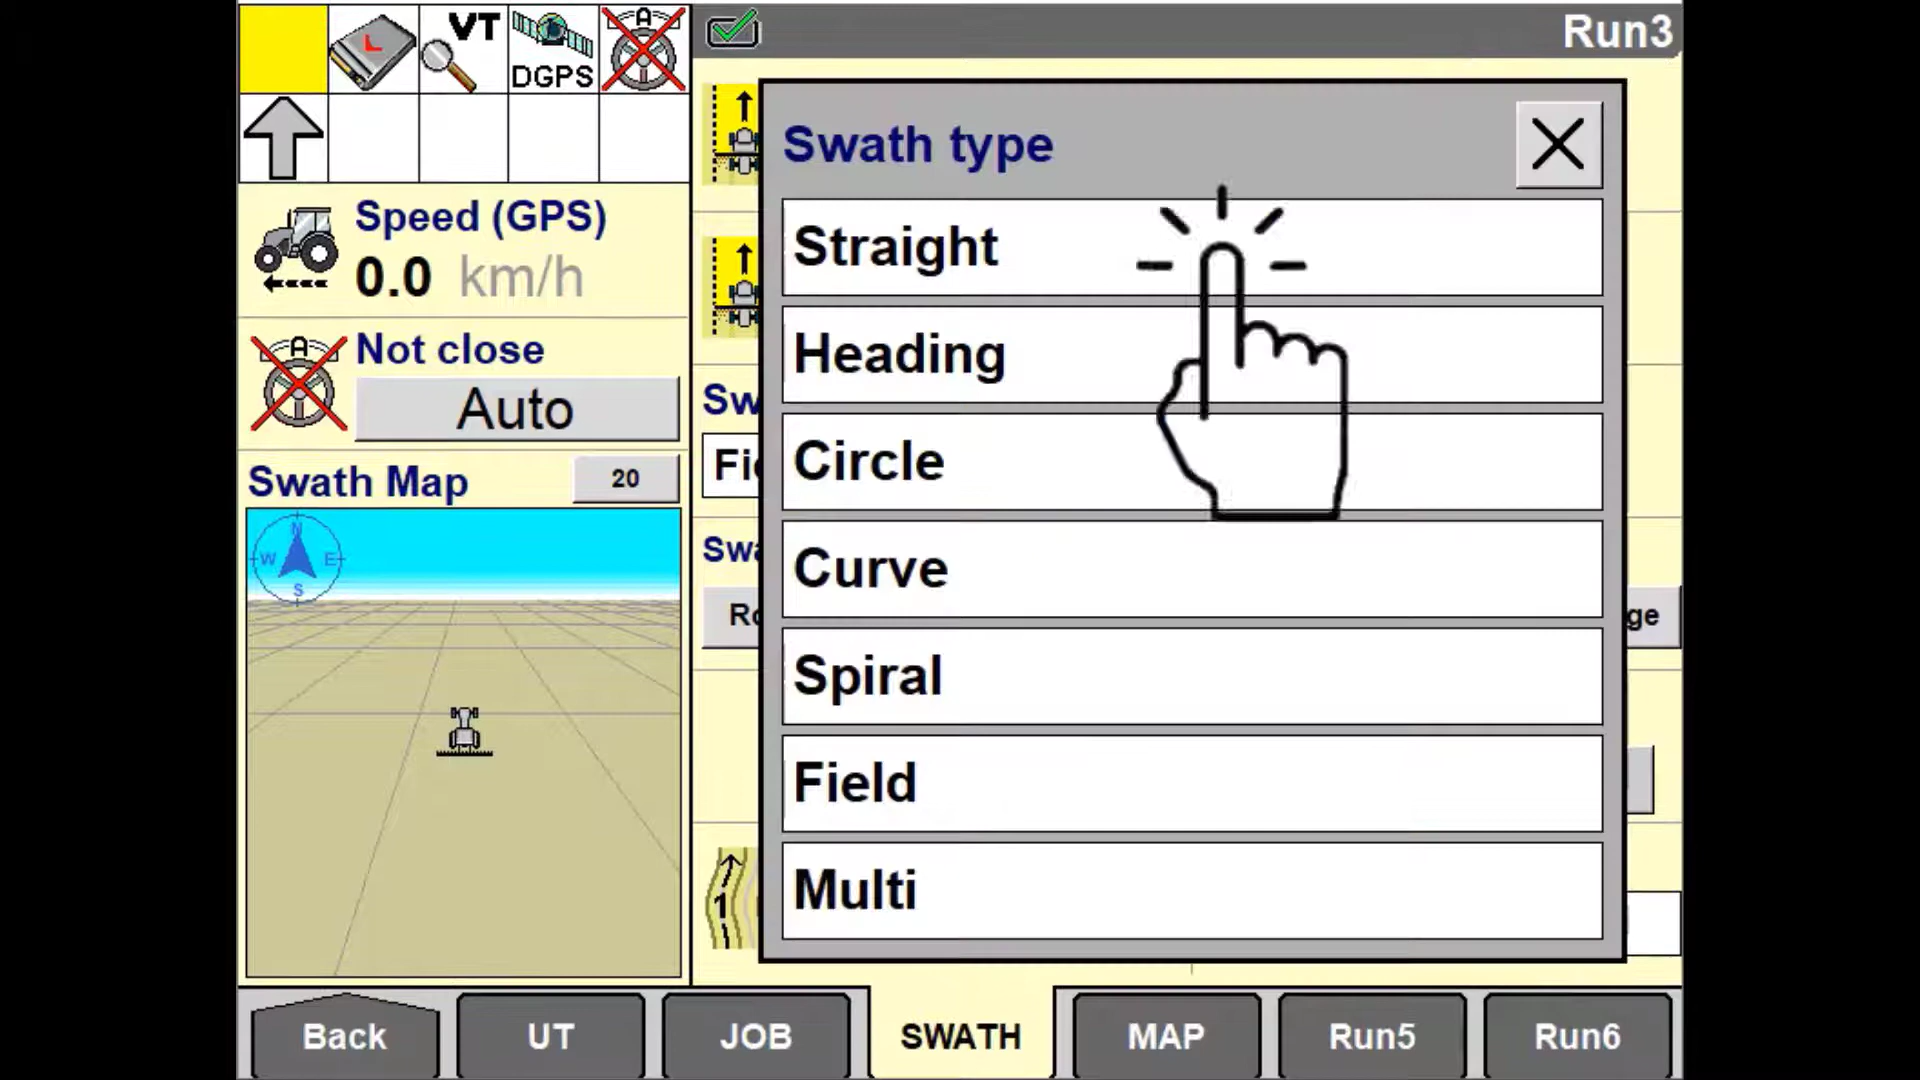 VT
DGPS
A
L
Run3
Speed (GPS)
0.0 km/h
A
Not close
Auto
Swath Map
20
N
W E
S
Swath type
Straight
Heading
Circle
Curve
Spiral
Field
Multi
1
Back
UT
JOB
SWATH
MAP
Run5
Run6